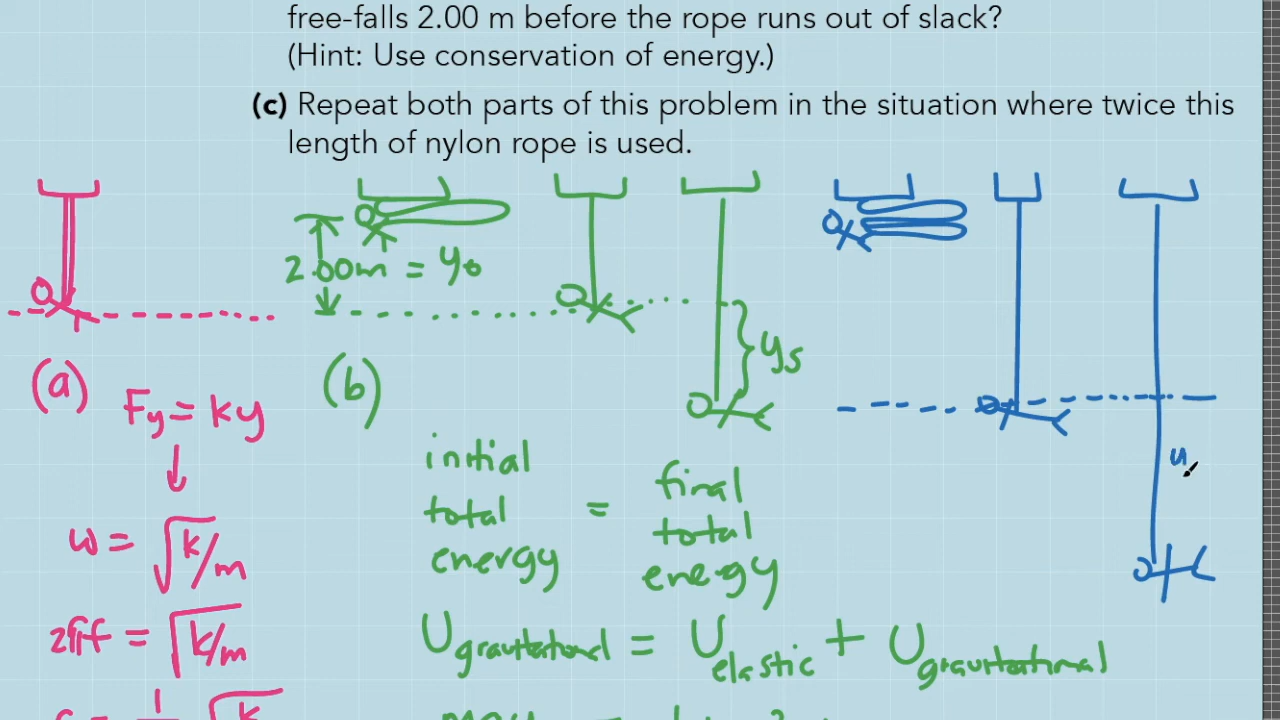 free-falls 2.00 m before the rope runs out of slack?
(Hint: Use conservation of energy.)
(c) Repeat both parts of this problem in the situation where twice this
length of nylon rope is used.
2.00m = y₀
ys
(a)
(b)
Fy = ky
initial
total
energy
=
final
total
energy
ω = √k/m
2πf = √k/m
Ugravitational = Uelastic + Ugravitational